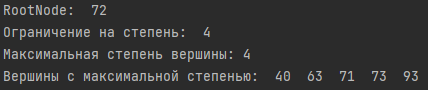 RootNode:  72
Ограничение на степень:  4
Максимальная степень вершины: 4
Вершины с максимальной степенью:  40  63  71  73  93